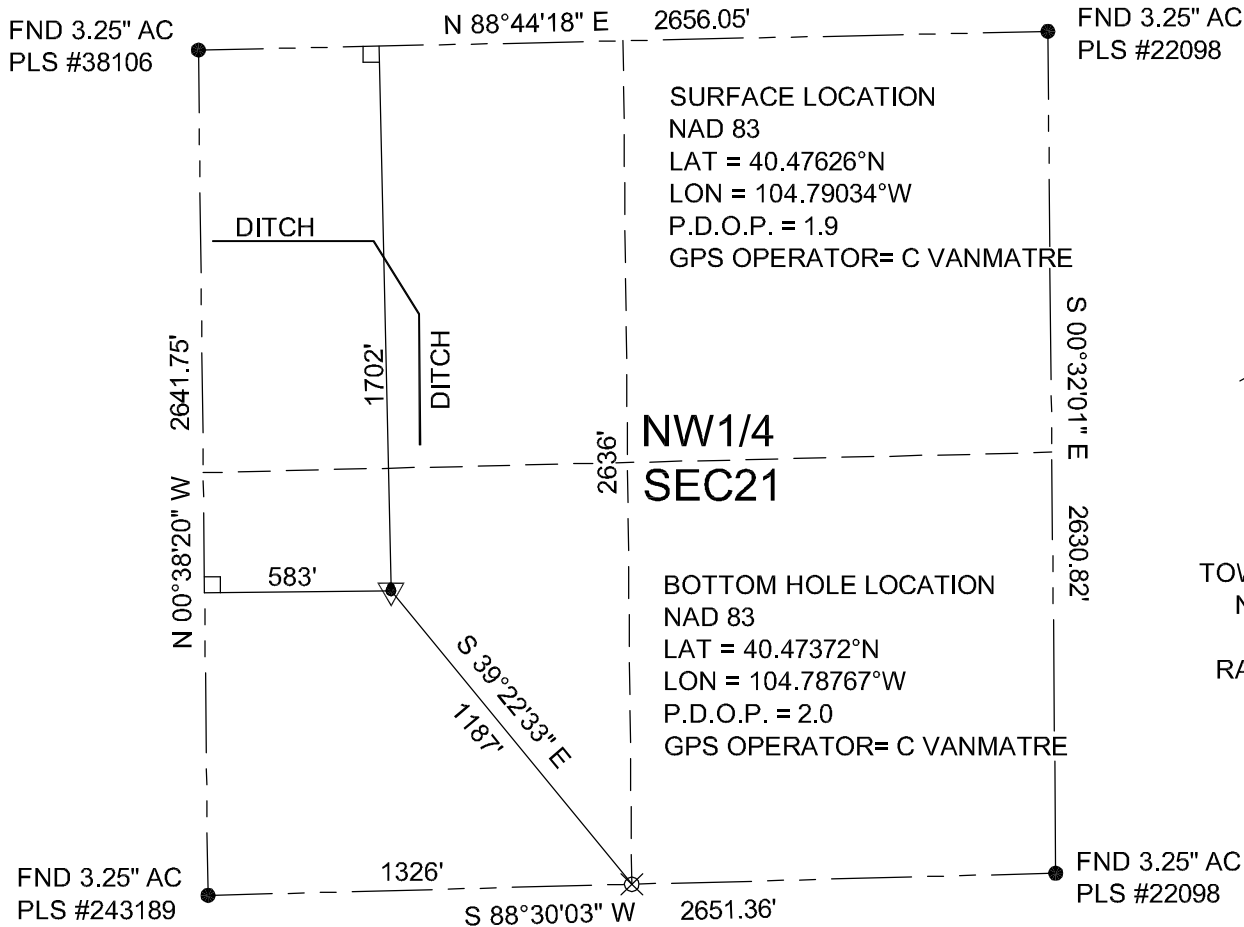 FND 3.25" AC
PLS #38106
N 88°44'18" E 2656.05'
FND 3.25" AC
PLS #22098
SURFACE LOCATION
NAD 83
LAT = 40.47626°N
LON = 104.79034°W
P.D.O.P. = 1.9
GPS OPERATOR= C VANMATRE
DITCH
DITCH
2641.75'
1702'
S 00°32'01" E
2636'
NW1/4
SEC21
N 00°38'20" W
583'
2630.82'
BOTTOM HOLE LOCATION
NAD 83
LAT = 40.47372°N
LON = 104.78767°W
P.D.O.P. = 2.0
GPS OPERATOR= C VANMATRE
TOW
N
RA
S 39°22'33" E
1187'
FND 3.25" AC
PLS #243189
1326'
S 88°30'03" W 2651.36'
FND 3.25" AC
PLS #22098